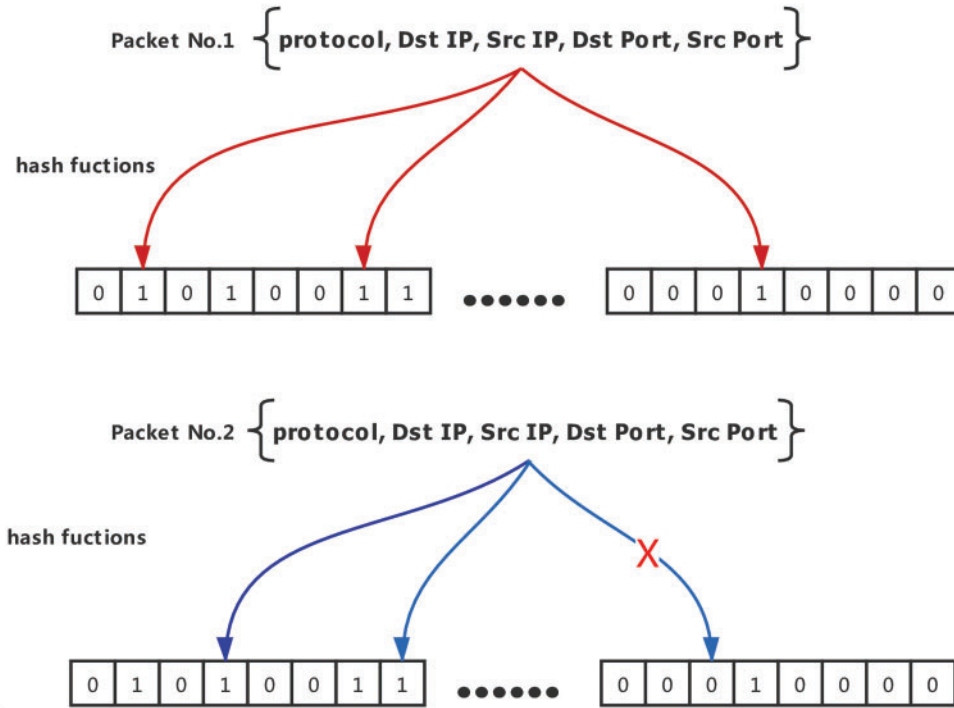 Packet No.1 { protocol, Dst IP, Src IP, Dst Port, Src Port }
hash fuctions
0 1 0 1 0 0 1 1 ...... 0 0 0 1 0 0 0 0
Packet No.2 { protocol, Dst IP, Src IP, Dst Port, Src Port }
hash fuctions
X
0 1 0 1 0 0 1 1 ...... 0 0 0 1 0 0 0 0